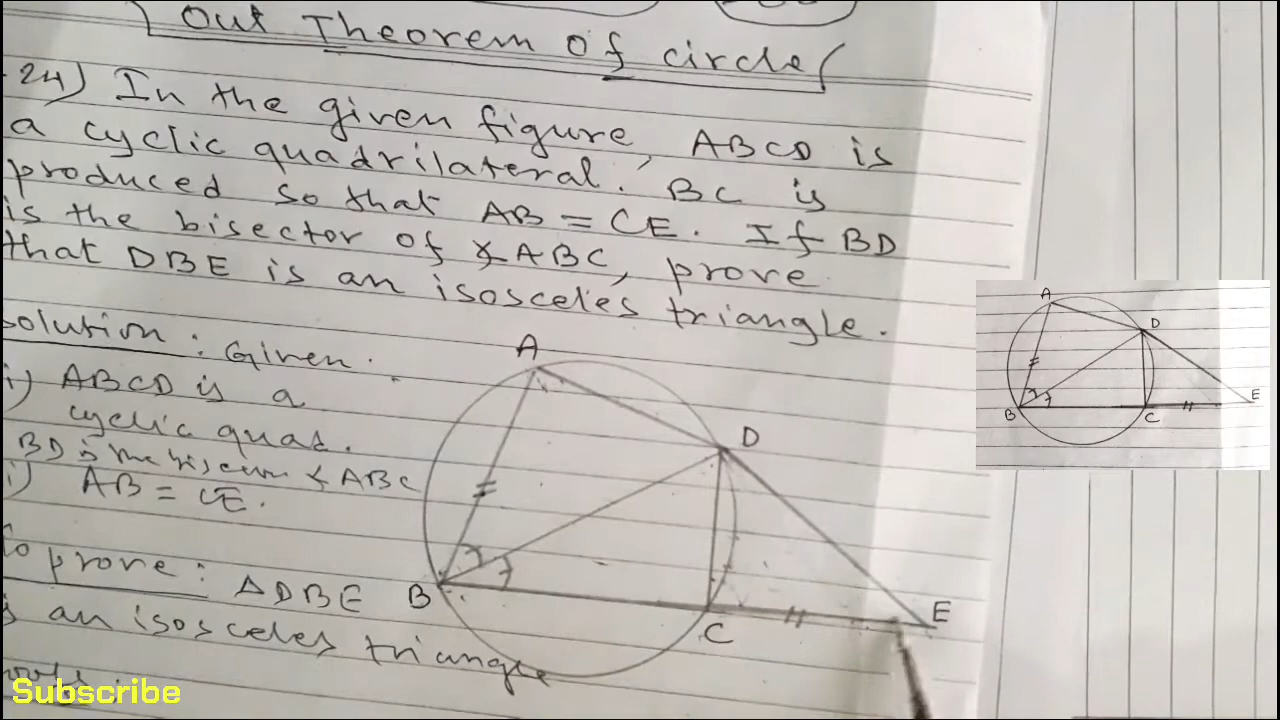 Out Theorem of circle
24) In the given figure, ABCD is
a cyclic quadrilateral. BC is
produced so that AB = CE. If BD
is the bisector of ∡ABC, prove
that DBE is an isosceles triangle.
solution: Given.
i) ABCD is a
cyclic quad.
BD is the ∡ABC
i) AB = CE.
To prove: ΔDBE
is an isosceles triangle
A
D
B
C
E
A
D
B
C
E
Subscribe